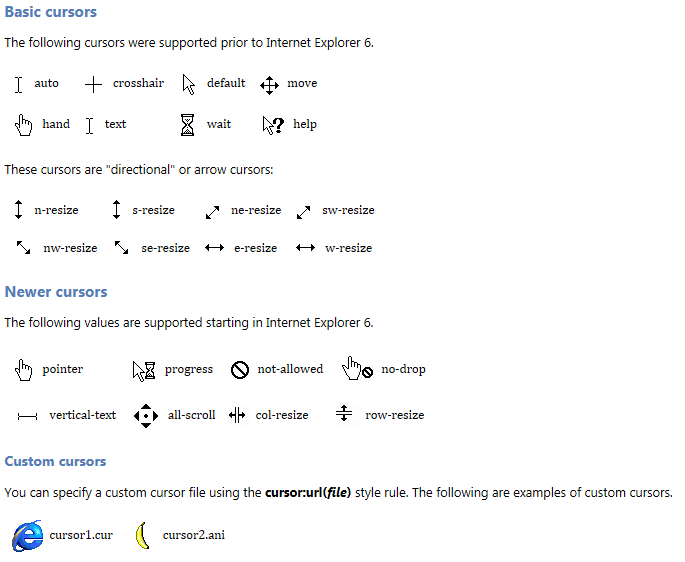 Basic cursors
The following cursors were supported prior to Internet Explorer 6.
auto crosshair default move
hand text wait help
These cursors are "directional" or arrow cursors:
n-resize s-resize ne-resize sw-resize
nw-resize se-resize e-resize w-resize
Newer cursors
The following values are supported starting in Internet Explorer 6.
pointer progress not-allowed no-drop
vertical-text all-scroll col-resize row-resize
Custom cursors
You can specify a custom cursor file using the cursor:url(file) style rule. The following are examples of custom cursors.
cursor1.cur cursor2.ani